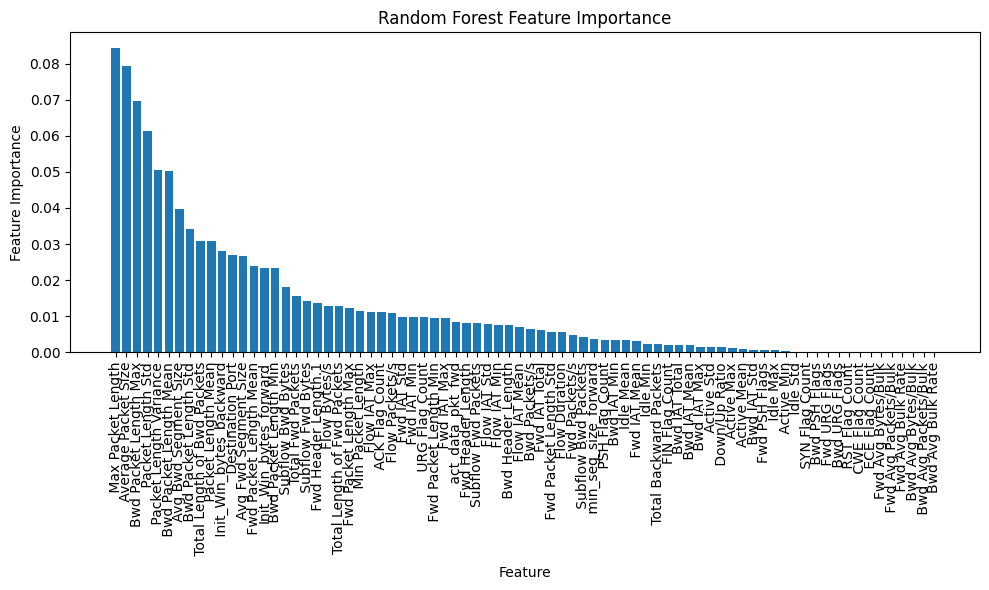 Random Forest Feature Importance
Feature Importance
0.08
0.07
0.06
0.05
0.04
0.03
0.02
0.01
0.00
Max Packet Length
Average Packet Size
Bwd Packet Length Max
Packet Length Std
Packet Length Variance
Bwd Packet Length Mean
Avg Bwd Segment Size
Bwd Packet Length Std
Total Length of Bwd Packets
Packet Length Mean
Init_Win_bytes_backward
Destination Port
Avg Fwd Segment Size
Fwd Packet Length Mean
Init_Win_bytes_forward
Bwd Packet Length Min
Subflow Bwd Bytes
Total Fwd Packets
Subflow Fwd Bytes
Fwd Header Length.1
Flow Bytes/s
Total Length of Fwd Packets
Fwd Packet Length Max
Min Packet Length
Flow IAT Max
ACK Flag Count
Flow Packets/s
Fwd IAT Std
Fwd IAT Min
URG Flag Count
Fwd Packet Length Min
Fwd IAT Max
act_data_pkt_fwd
Fwd Header Length
Subflow Fwd Packets
Flow IAT Std
Flow IAT Min
Bwd Header Length
Flow IAT Mean
Bwd Packets/s
Fwd IAT Total
Fwd Packet Length Std
Flow Duration
Fwd Packets/s
Subflow Bwd Packets
min_seg_size_forward
PSH Flag Count
Bwd IAT Min
Idle Mean
Fwd IAT Mean
Idle Min
Total Backward Packets
FIN Flag Count
Bwd IAT Total
Bwd IAT Mean
Bwd IAT Max
Active Std
Down/Up Ratio
Active Max
Active Mean
Bwd IAT Std
Fwd PSH Flags
Idle Max
Active Min
Idle Std
SYN Flag Count
Bwd PSH Flags
Fwd URG Flags
Bwd URG Flags
RST Flag Count
CWE Flag Count
ECE Flag Count
Fwd Avg Bytes/Bulk
Fwd Avg Packets/Bulk
Fwd Avg Bulk Rate
Bwd Avg Bytes/Bulk
Bwd Avg Packets/Bulk
Bwd Avg Bulk Rate
Feature